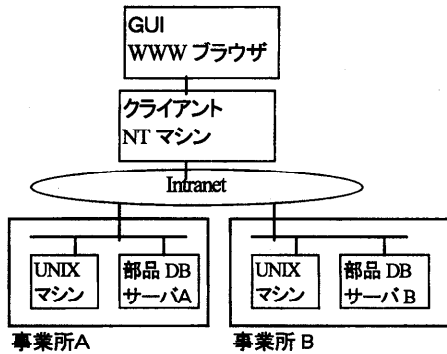 GUI
WWW ブラウザ
クライアント
NT マシン
Intranet
UNIX
マシン
部品 DB
サーバA
UNIX
マシン
部品 DB
サーバ B
事業所A
事業所 B